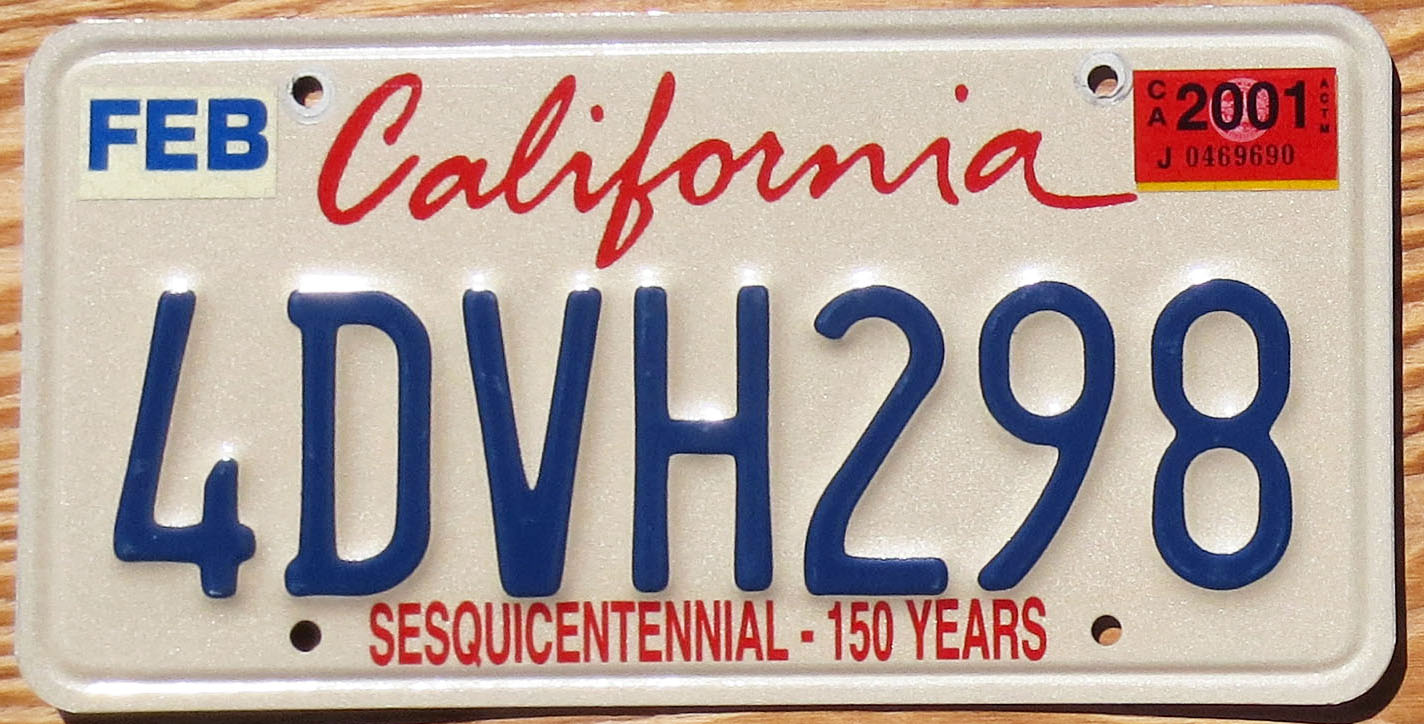 FEB
California
CA 2001 ACTM
J 0469690
4DVH298
SESQUICENTENNIAL - 150 YEARS